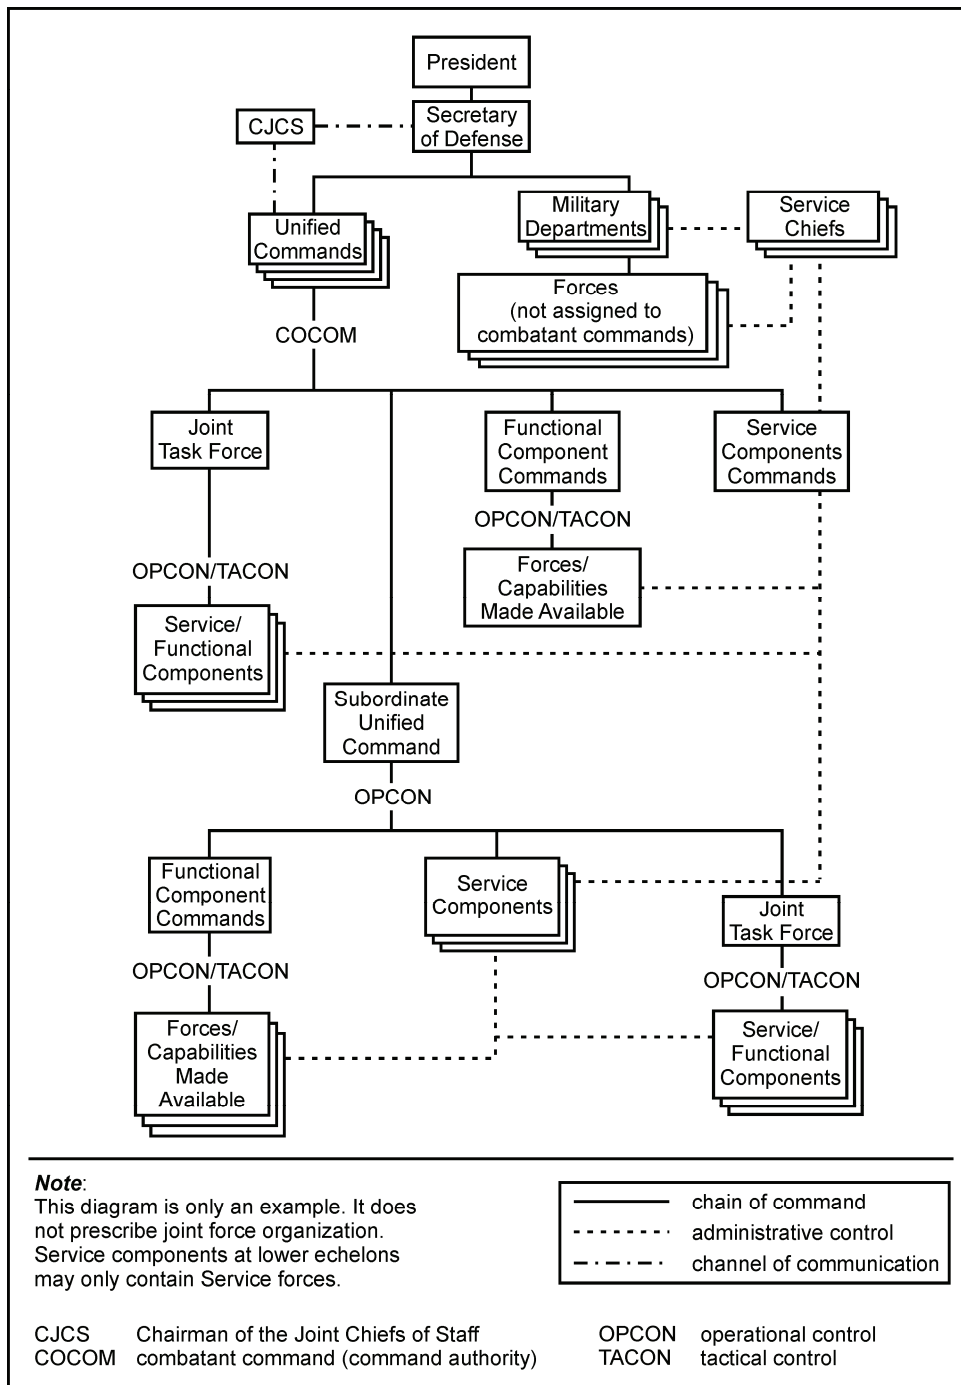 President
CJCS
Secretary
of Defense
Unified
Commands
Military
Departments
Service
Chiefs
Forces
(not assigned to
combatant commands)
COCOM
Joint
Task Force
Functional
Component
Commands
Service
Components
Commands
OPCON/TACON
OPCON/TACON
Forces/
Capabilities
Made Available
Service/
Functional
Components
Subordinate
Unified
Command
OPCON
Functional
Component
Commands
Service
Components
Joint
Task Force
OPCON/TACON
OPCON/TACON
Forces/
Capabilities
Made
Available
Service/
Functional
Components
Note:
This diagram is only an example. It does
not prescribe joint force organization.
Service components at lower echelons
may only contain Service forces.
chain of command
administrative control
channel of communication
CJCS Chairman of the Joint Chiefs of Staff
COCOM combatant command (command authority)
OPCON operational control
TACON tactical control